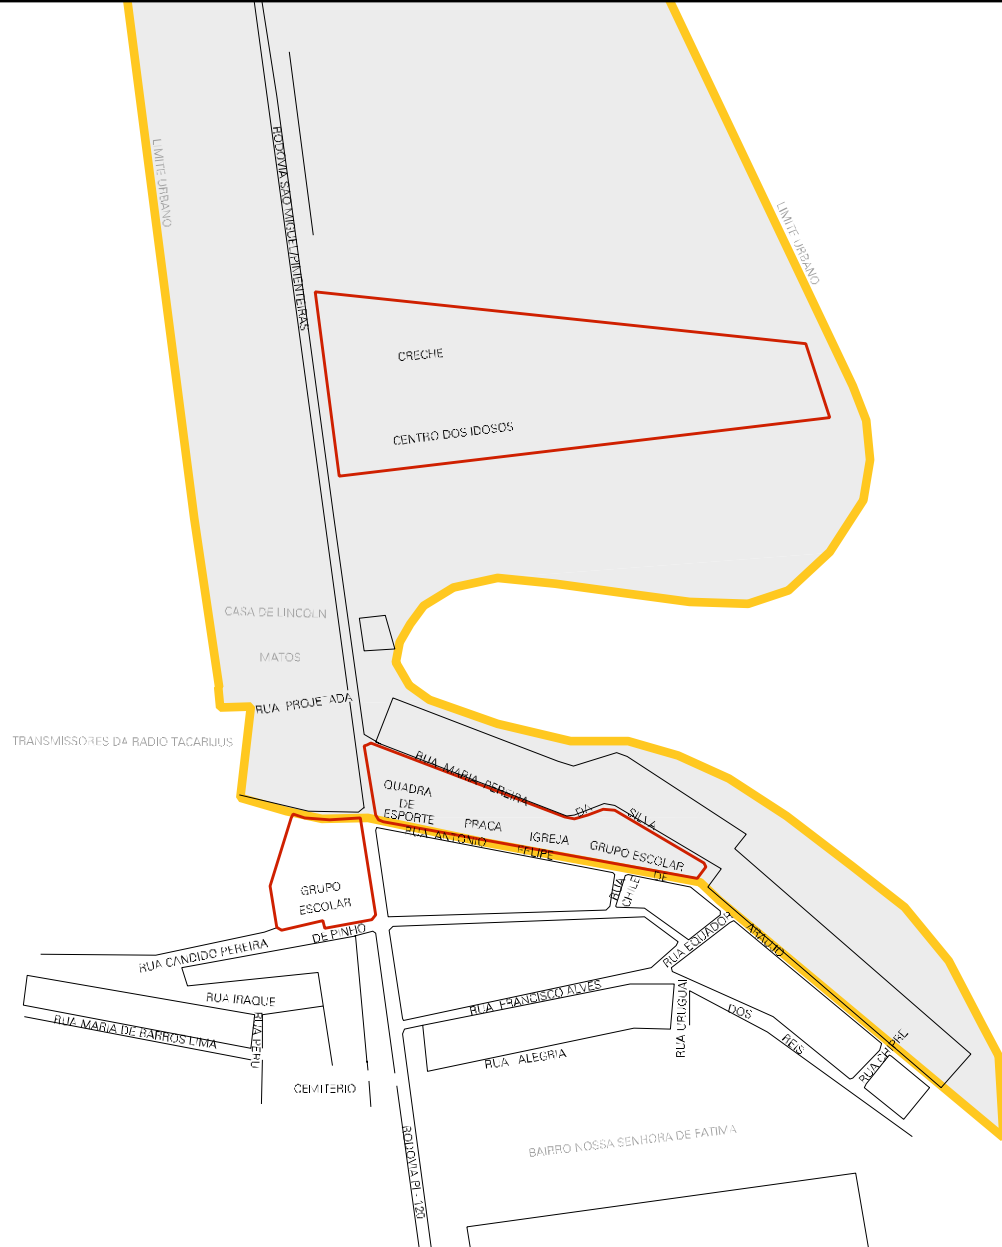 LIMITE URBANO
RODOVIA SAO MIGUEL/PIMENTEIRAS
LIMITE URBANO
CRECHE
CENTRO DOS IDOSOS
CASA DE LINCOLN
MATOS
RUA PROJETADA
TRANSMISSORES DA RADIO TACARIJUS
RUA MARIA PEREIRA DA SILLA
QUADRA
DE
ESPORTE
PRACA
IGREJA
GRUPO ESCOLAR
RUA ANTONIO FELIPE DE ARAUJO
RUA CHILE
GRUPO
ESCOLAR
RUA CANDIDO PEREIRA DE PINHO
RUA EQUADOR
RUA IRAQUE
RUA FRANCISCO ALVES DOS REIS
RUA MARIA DE BARROS LIMA
RUA PERU
RUA URUGUAI
RUA CHIPRE
RUA ALEGRIA
CEMITERIO
BAIRRO NOSSA SENHORA DE FATIMA
RODOVIA PI - 120